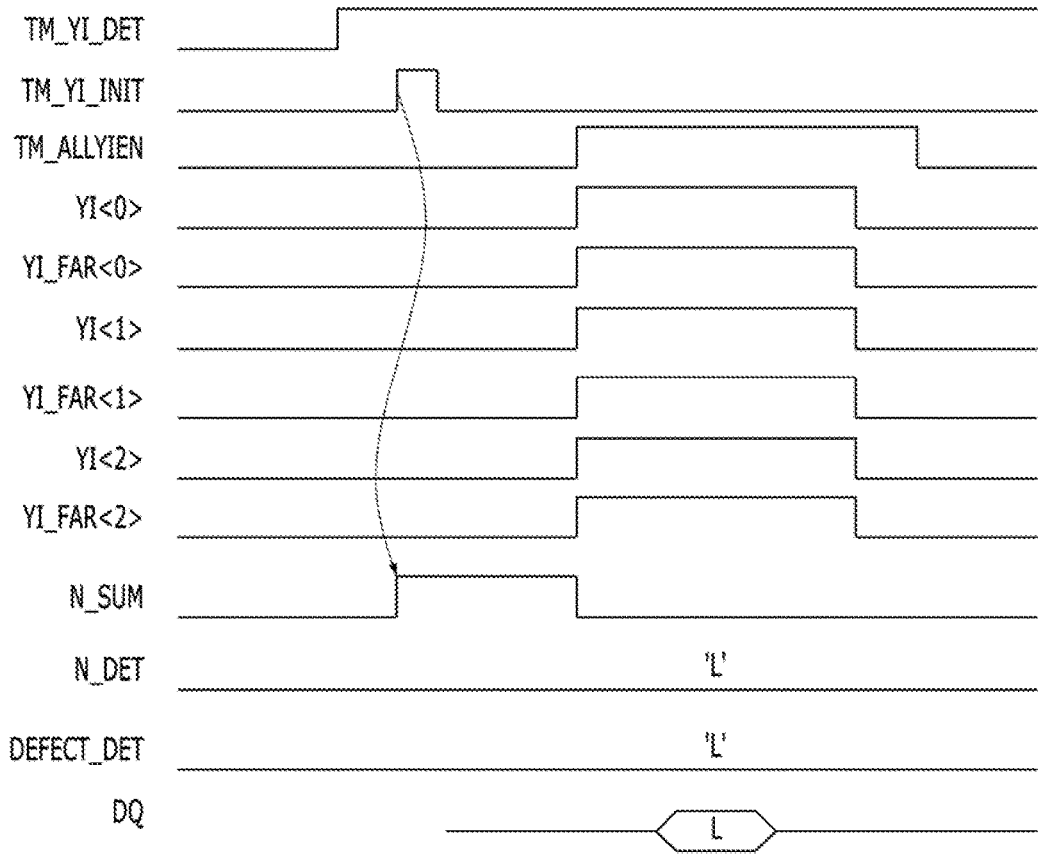 TM_YI_DET
TM_YI_INIT
TM_ALLYIEN
YI<0>
YI_FAR<0>
YI<1>
YI_FAR<1>
YI<2>
YI_FAR<2>
N_SUM
N_DET 'L'
DEFECT_DET 'L'
DQ L